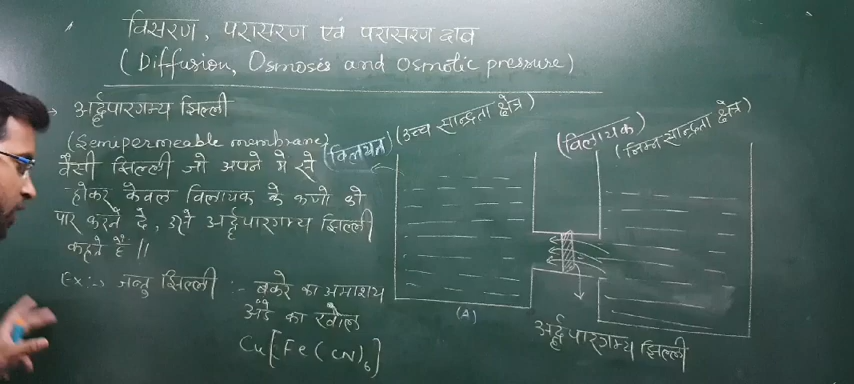 विसरण, परासरण एवं परासरण दाब
(Diffusion, Osmosis and Osmotic pressure)
अर्द्धपारगम्य झिल्ली
(Semipermeable membrane)
वैसी झिल्ली जो अपने में से
होकर केवल विलायक के कणो को
पार करने दे, उसे अर्द्धपारगम्य झिल्ली
कहते हैं।।
Ex:-> जन्तु झिल्ली :- बकरे का अमाशय
अंडे का खोल
Cu[Fe(CN)6]
(विलयन) (उच्च सान्द्रता क्षेत्र)
(विलायक)
(निम्न सान्द्रता क्षेत्र)
(A)
अर्द्धपारगम्य झिल्ली